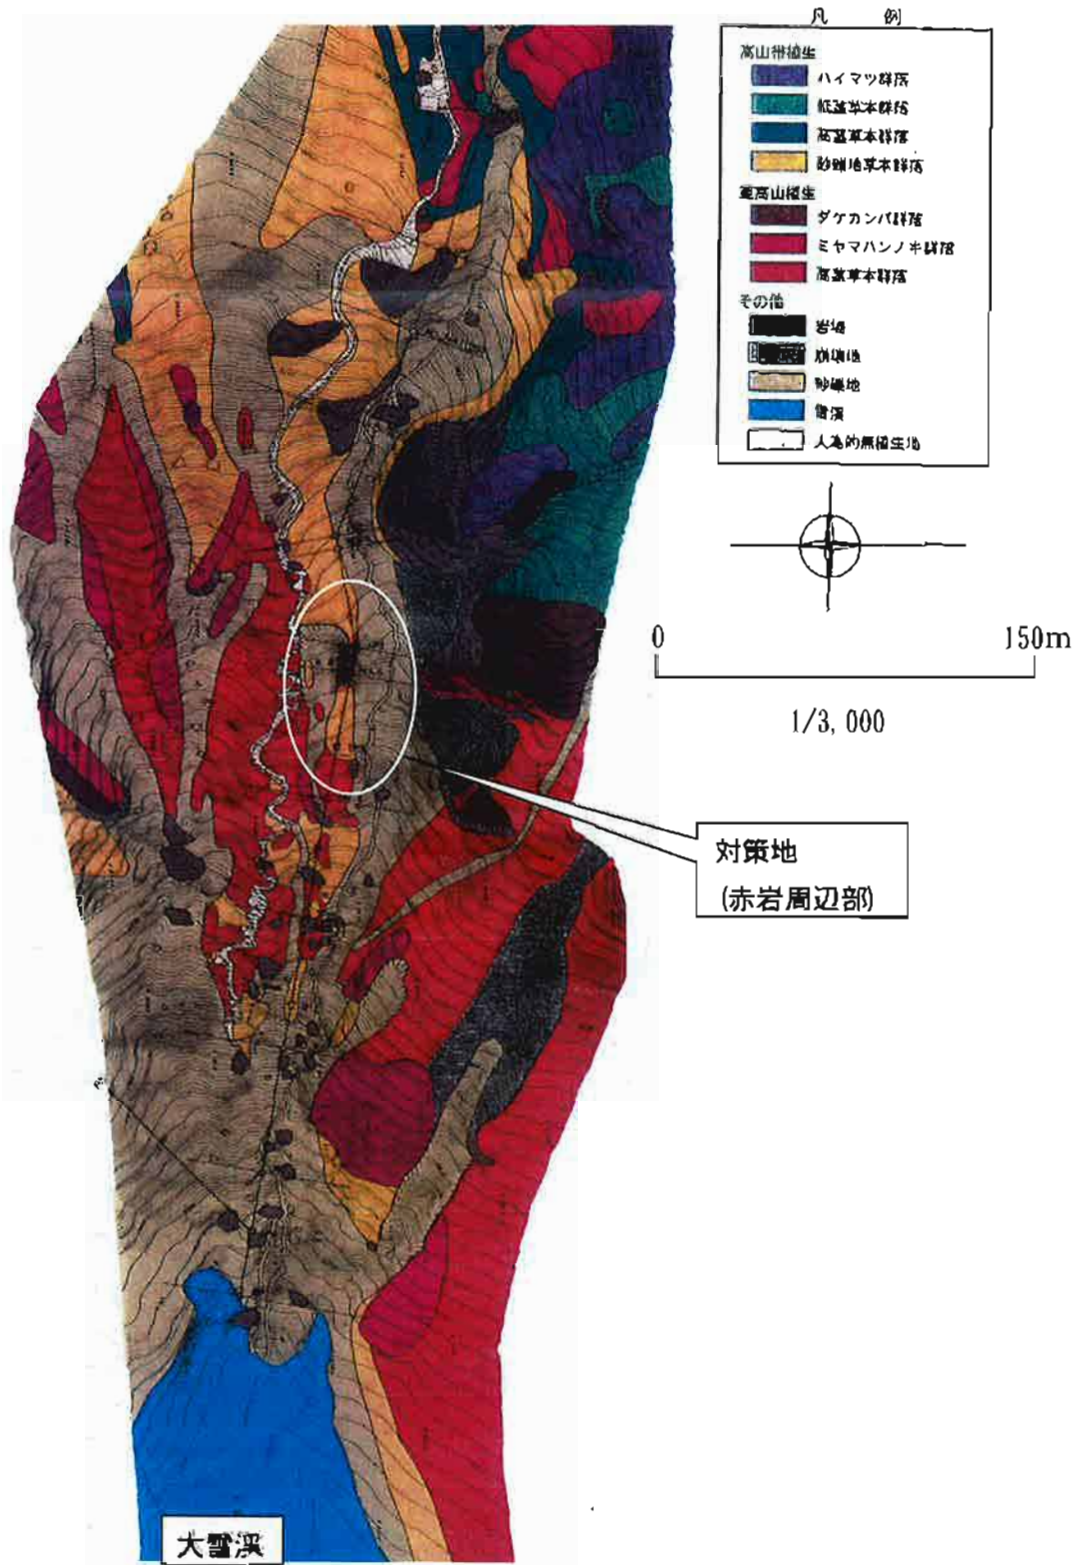 凡 例
高山帯植生
ハイマツ群落
低茎草本群落
高茎草本群落
砂礫地草本群落
亜高山植生
ダケカンバ群落
ミヤマハンノキ群落
高茎草本群落
その他
岩場
崩壊地
砂礫地
雪渓
人為的無植生地
0 150m
1/3,000
対策地
(赤岩周辺部)
大雪渓